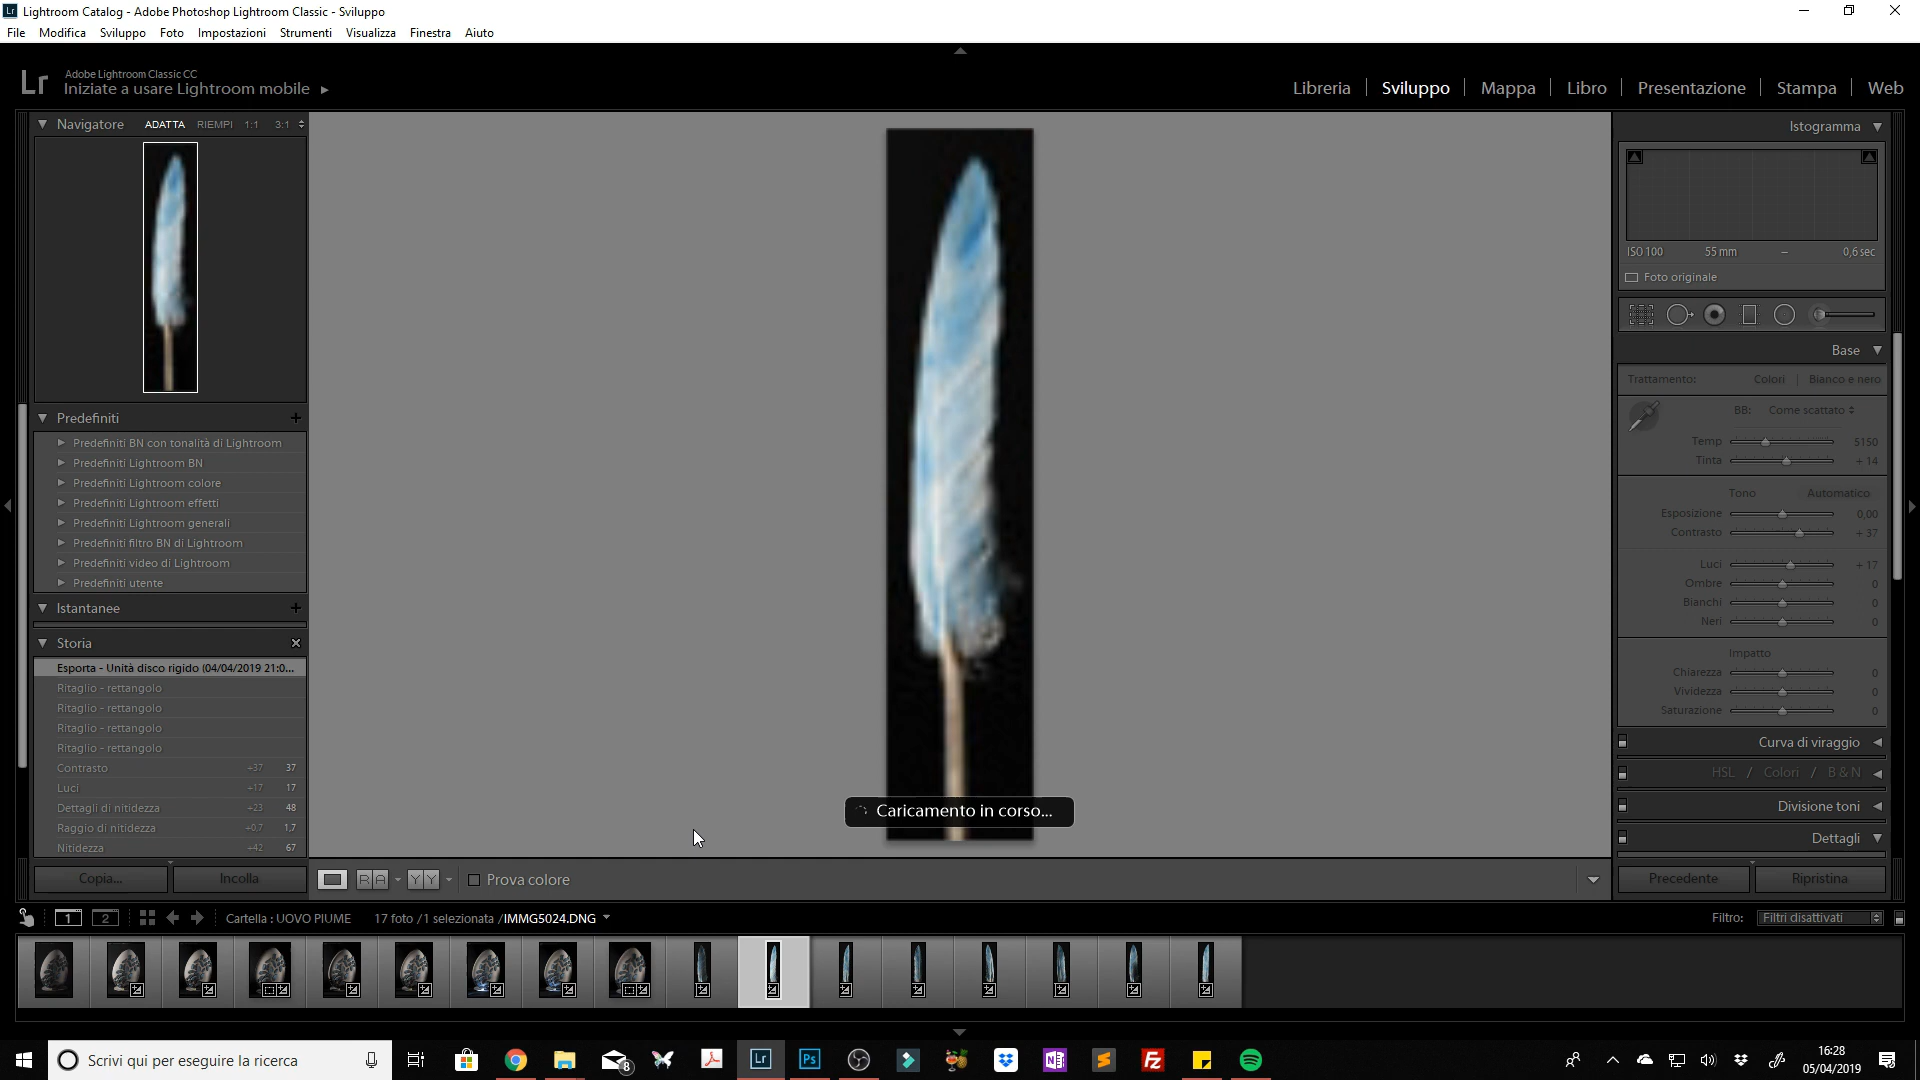 Lightroom Catalog - Adobe Photoshop Lightroom Classic - Sviluppo
File Modifica Sviluppo Foto Impostazioni Strumenti Visualizza Finestra Aiuto
Lr Adobe Lightroom Classic CC
Iniziate a usare Lightroom mobile
Libreria Sviluppo Mappa Libro Presentazione Stampa Web
Navigatore ADATTA RIEMPI 1:1 3:1
Predefiniti
Predefiniti BN con tonalità di Lightroom
Predefiniti Lightroom BN
Predefiniti Lightroom colore
Predefiniti Lightroom effetti
Predefiniti Lightroom generali
Predefiniti filtro BN di Lightroom
Predefiniti video di Lightroom
Predefiniti utente
Istantanee
Storia
Esporta - Unità disco rigido (04/04/2019 21:0...
Ritaglio - rettangolo
Ritaglio - rettangolo
Ritaglio - rettangolo
Ritaglio - rettangolo
Contrasto +37 37
Luci +17 17
Dettagli di nitidezza +23 48
Raggio di nitidezza +0,7 1,7
Nitidezza +42 67
Copia... Incolla
Caricamento in corso...
RA YY Prova colore
Istogramma
ISO 100 55 mm – 0,6 sec
Foto originale
Base
Trattamento: Colori Bianco e nero
BB: Come scattato
Temp 5150
Tinta + 14
Tono Automatico
Esposizione 0,00
Contrasto + 37
Luci + 17
Ombre 0
Bianchi 0
Neri 0
Impatto
Chiarezza 0
Vividezza 0
Saturazione 0
Curva di viraggio
HSL / Colori / B & N
Divisione toni
Dettagli
Precedente Ripristina
1 2 Cartella : UOVO PIUME 17 foto /1 selezionata /IMMG5024.DNG
Filtro: Filtri disattivati
Scrivi qui per eseguire la ricerca
8
Lr Ps
N
Fz
16:28
05/04/2019